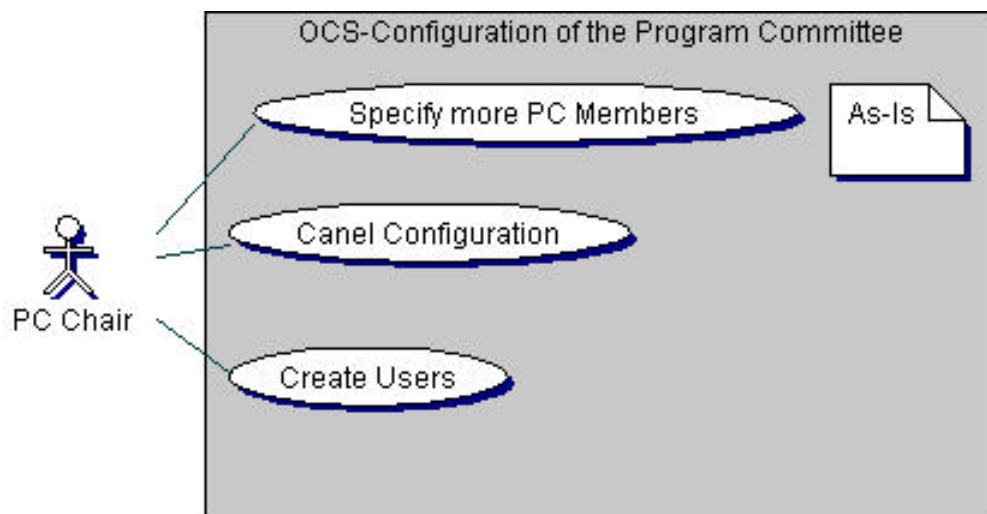 OCS-Configuration of the Program Committee
Specify more PC Members
As-Is
Canel Configuration
PC Chair
Create Users